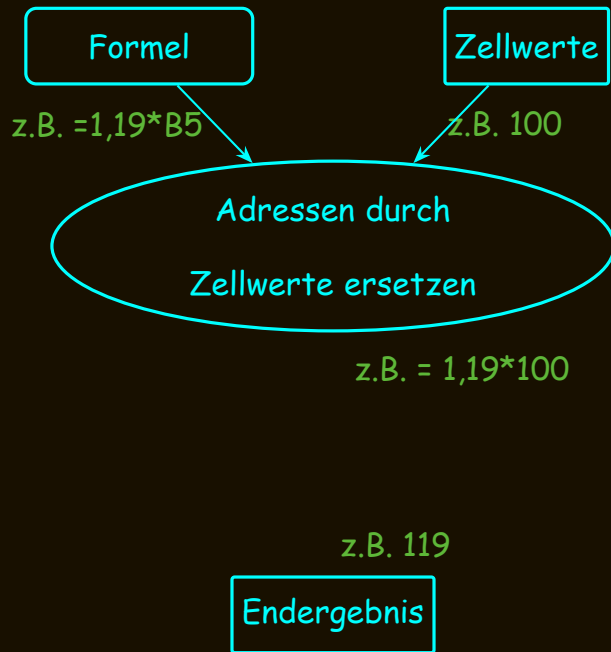 Formel
Zellwerte
z.B. =1,19*B5
z.B. 100
Adressen durch
Zellwerte ersetzen
z.B. = 1,19*100
z.B. 119
Endergebnis